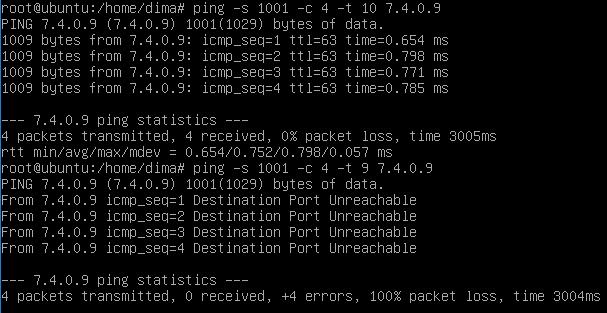 root@ubuntu:/home/dima# ping -s 1001 -c 4 -t 10 7.4.0.9
PING 7.4.0.9 (7.4.0.9) 1001(1029) bytes of data.
1009 bytes from 7.4.0.9: icmp_seq=1 ttl=63 time=0.654 ms
1009 bytes from 7.4.0.9: icmp_seq=2 ttl=63 time=0.798 ms
1009 bytes from 7.4.0.9: icmp_seq=3 ttl=63 time=0.771 ms
1009 bytes from 7.4.0.9: icmp_seq=4 ttl=63 time=0.785 ms
--- 7.4.0.9 ping statistics ---
4 packets transmitted, 4 received, 0% packet loss, time 3005ms
rtt min/avg/max/mdev = 0.654/0.752/0.798/0.057 ms
root@ubuntu:/home/dima# ping -s 1001 -c 4 -t 9 7.4.0.9
PING 7.4.0.9 (7.4.0.9) 1001(1029) bytes of data.
From 7.4.0.9 icmp_seq=1 Destination Port Unreachable
From 7.4.0.9 icmp_seq=2 Destination Port Unreachable
From 7.4.0.9 icmp_seq=3 Destination Port Unreachable
From 7.4.0.9 icmp_seq=4 Destination Port Unreachable
--- 7.4.0.9 ping statistics ---
4 packets transmitted, 0 received, +4 errors, 100% packet loss, time 3004ms